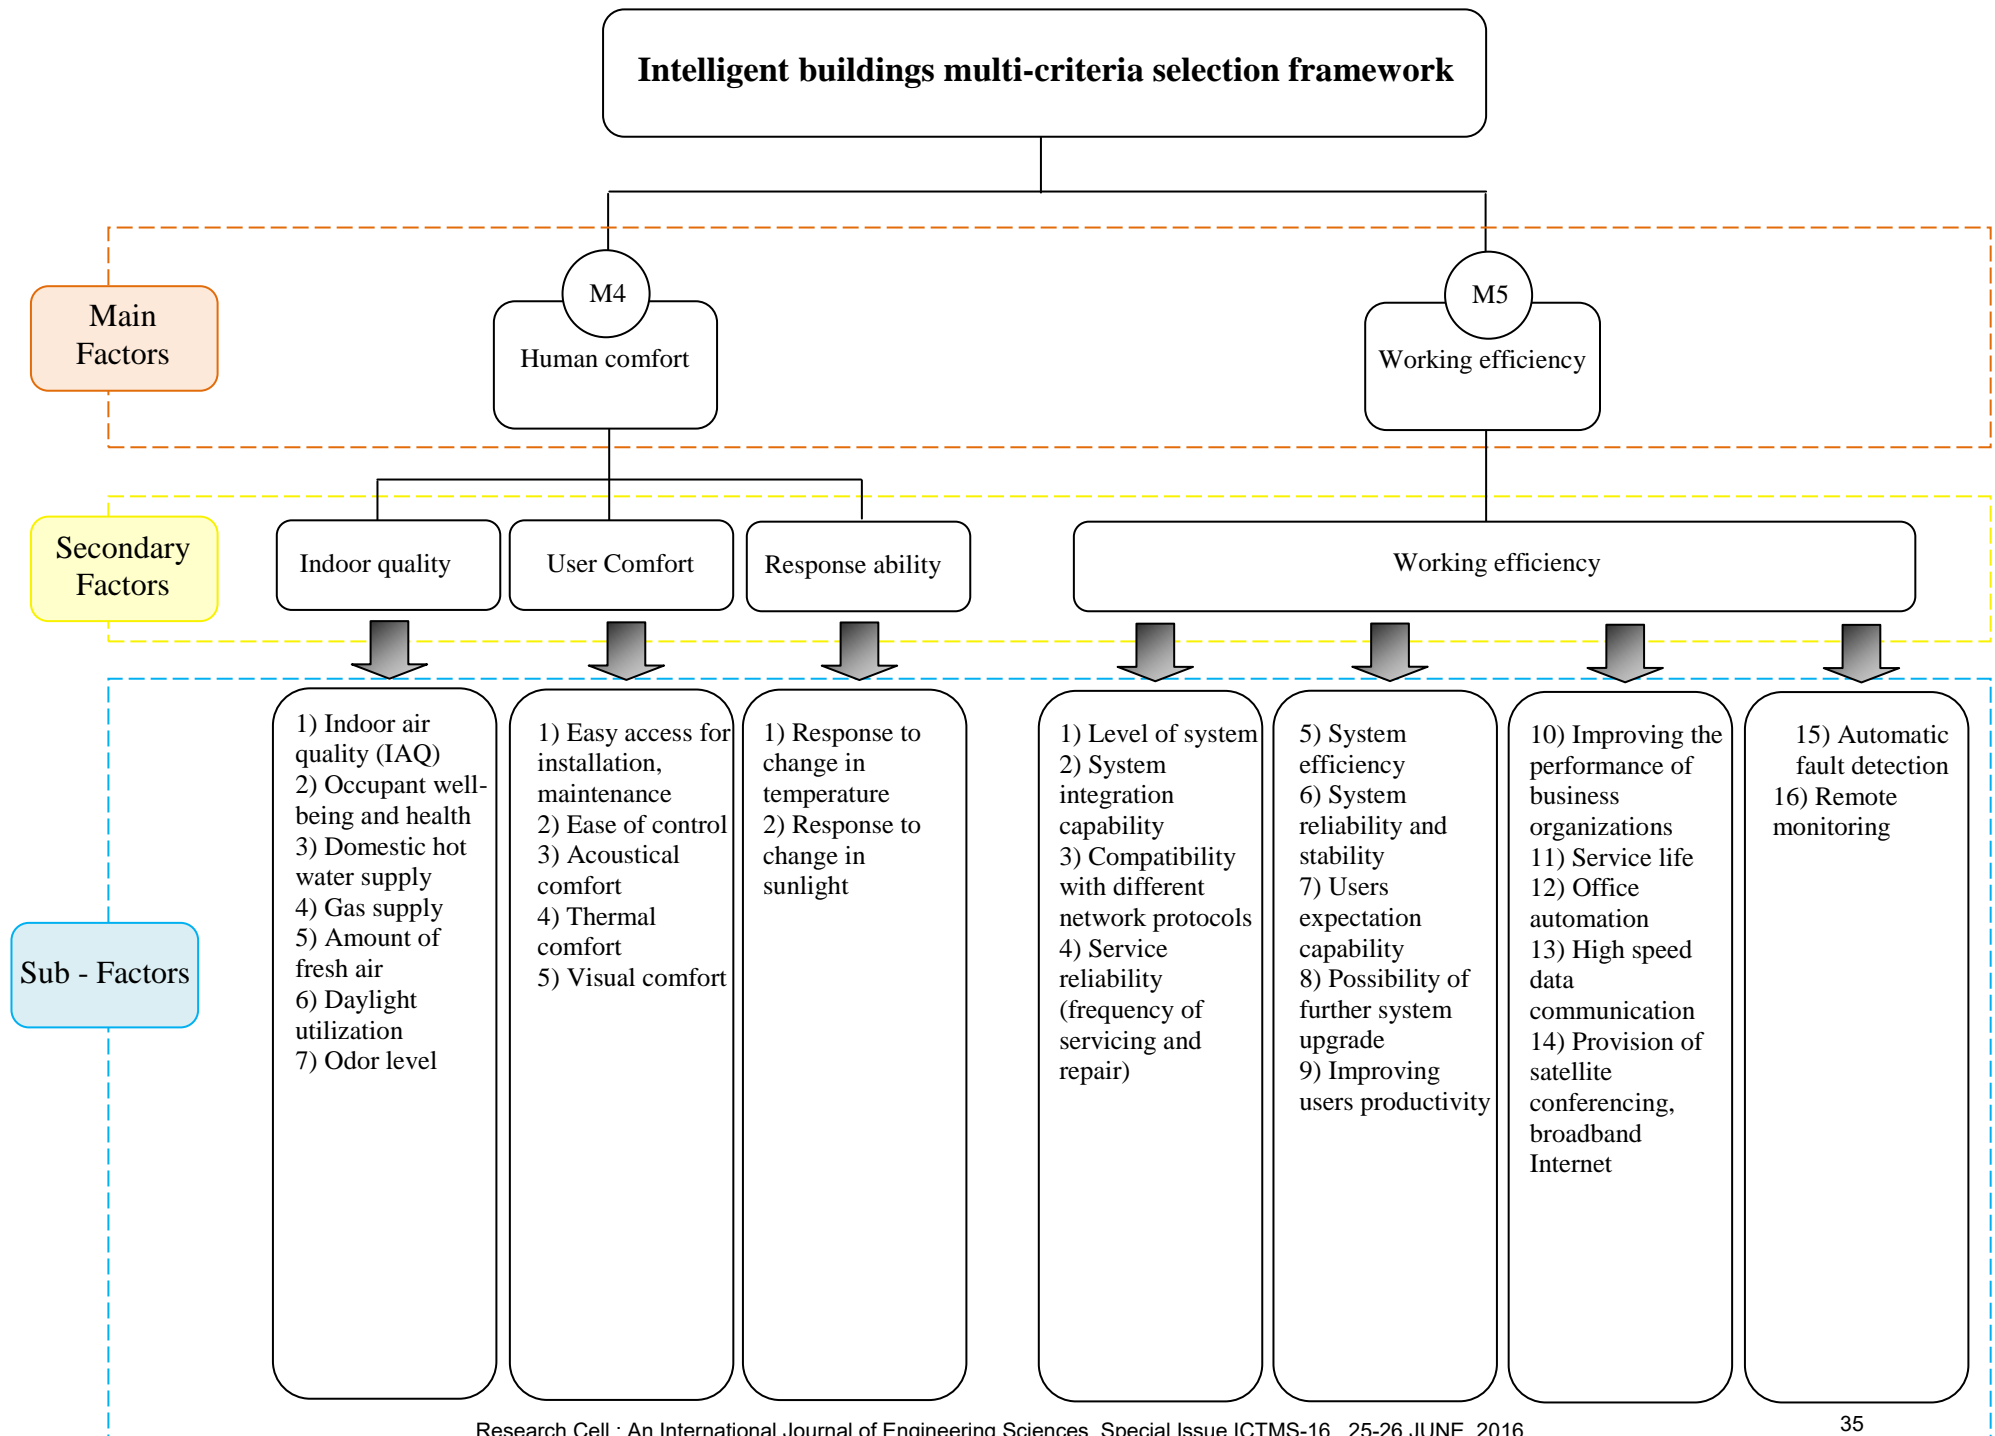 Intelligent buildings multi-criteria selection framework
Main
Factors
M4
Human comfort
M5
Working efficiency
Secondary
Factors
Indoor quality
User Comfort
Response ability
Working efficiency
Sub - Factors
1) Indoor air
quality (IAQ)
2) Occupant well-
being and health
3) Domestic hot
water supply
4) Gas supply
5) Amount of
fresh air
6) Daylight
utilization
7) Odor level
1) Easy access for
installation,
maintenance
2) Ease of control
3) Acoustical
comfort
4) Thermal
comfort
5) Visual comfort
1) Response to
change in
temperature
2) Response to
change in
sunlight
1) Level of system
2) System
integration
capability
3) Compatibility
with different
network protocols
4) Service
reliability
(frequency of
servicing and
repair)
5) System
efficiency
6) System
reliability and
stability
7) Users
expectation
capability
8) Possibility of
further system
upgrade
9) Improving
users productivity
10) Improving the
performance of
business
organizations
11) Service life
12) Office
automation
13) High speed
data
communication
14) Provision of
satellite
conferencing,
broadband
Internet
15) Automatic
fault detection
16) Remote
monitoring
Research Cell : An International Journal of Engineering Sciences, Special Issue ICTMS-16, 25-26 JUNE, 2016
35